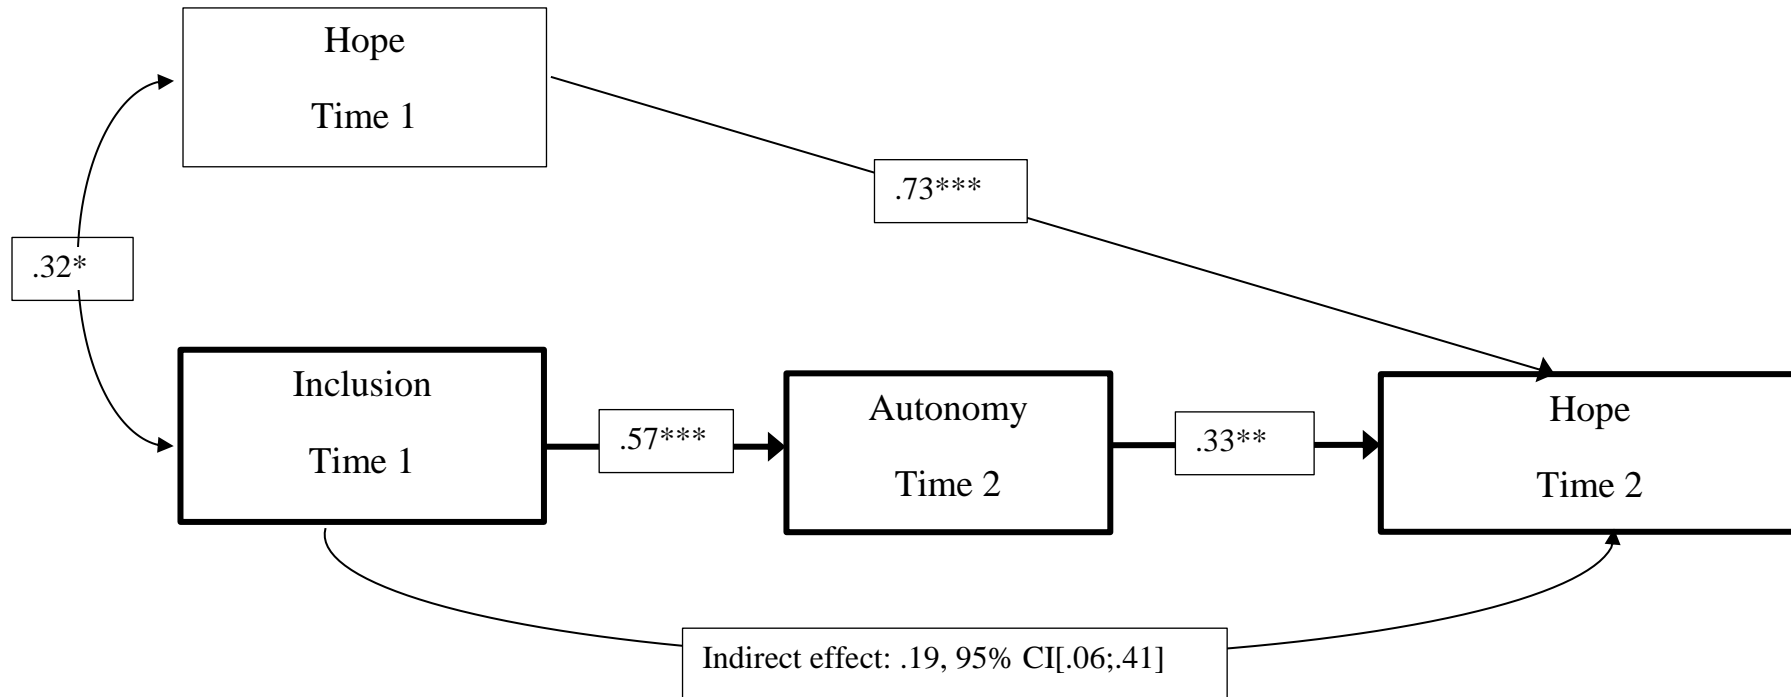 Hope
Time 1
.73***
.32*
Inclusion
Time 1
.57***
Autonomy
Time 2
.33**
Hope
Time 2
Indirect effect: .19, 95% CI[.06;.41]